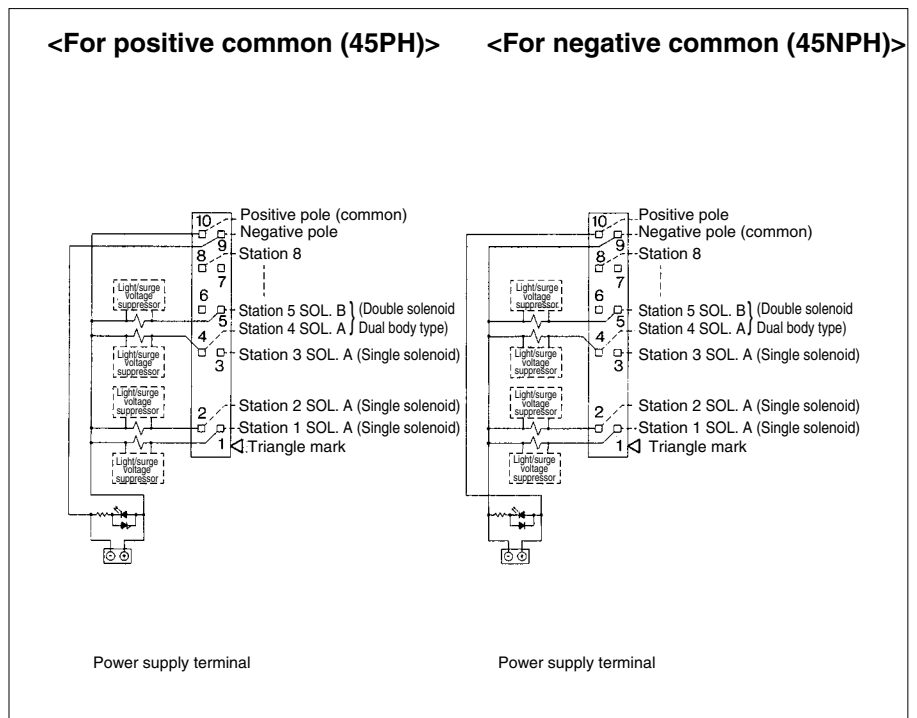 <For positive common (45PH)>
10
Positive pole (common)
Negative pole
9
8
Station 8
7
Light/surge
voltage
suppressor
6
Station 5 SOL. B
(Double solenoid
5
Station 4 SOL. A
Dual body type)
4
Light/surge
voltage
suppressor
Station 3 SOL. A (Single solenoid)
3
Light/surge
voltage
suppressor
2
Station 2 SOL. A (Single solenoid)
Station 1 SOL. A (Single solenoid)
1
Triangle mark
Light/surge
voltage
suppressor
Power supply terminal
<For negative common (45NPH)>
10
Positive pole
Negative pole (common)
9
8
Station 8
7
Light/surge
voltage
suppressor
6
Station 5 SOL. B
(Double solenoid
5
Station 4 SOL. A
Dual body type)
4
Light/surge
voltage
suppressor
Station 3 SOL. A (Single solenoid)
3
Light/surge
voltage
suppressor
2
Station 2 SOL. A (Single solenoid)
Station 1 SOL. A (Single solenoid)
1
Triangle mark
Light/surge
voltage
suppressor
Power supply terminal